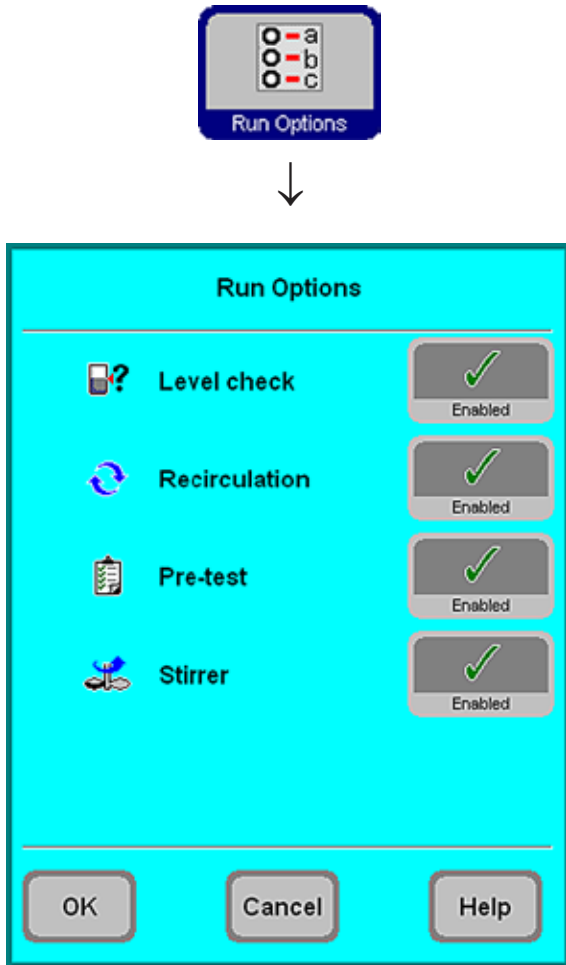 a
b
c
Run Options
Run Options
Level check
Enabled
Recirculation
Enabled
Pre-test
Enabled
Stirrer
Enabled
OK Cancel Help